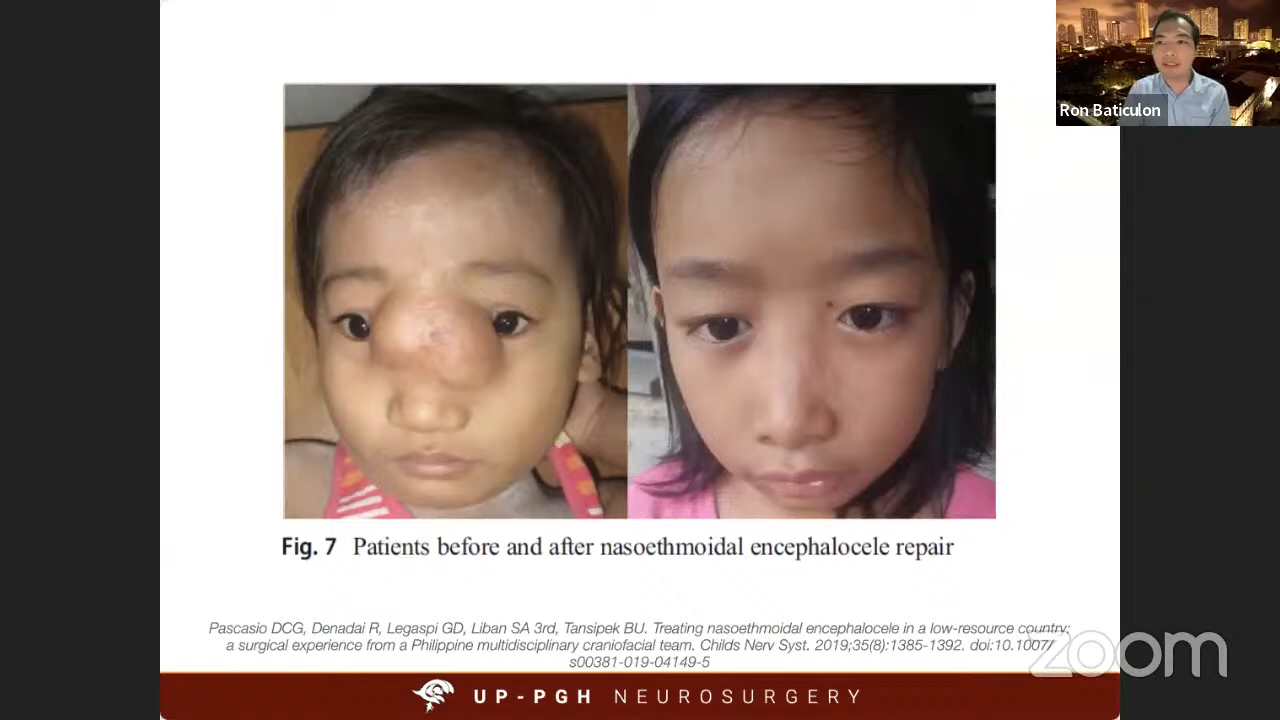 Ron Baticulon
Fig. 7 Patients before and after nasoethmoidal encephalocele repair
Pascasio DCG, Denadai R, Legaspi GD, Liban SA 3rd, Tansipek BU. Treating nasoethmoidal encephalocele in a low-resource country:
a surgical experience from a Philippine multidisciplinary craniofacial team. Childs Nerv Syst. 2019;35(8):1385-1392. doi:10.1007/
s00381-019-04149-5
zoom
UP-PGH NEUROSURGERY